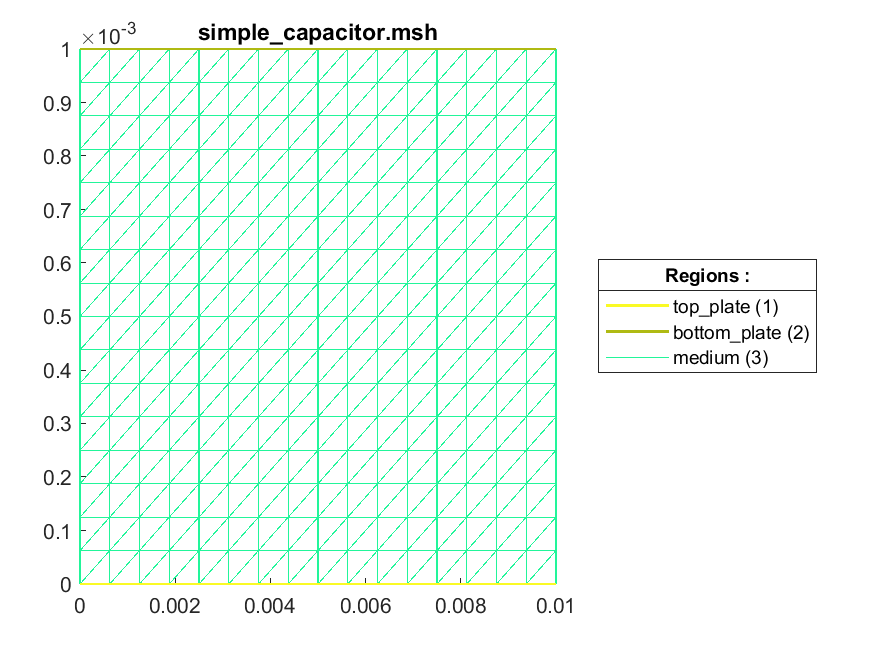 simple_capacitor.msh
×10-3
1
0.9
0.8
0.7
0.6
0.5
0.4
0.3
0.2
0.1
0
0 0.002 0.004 0.006 0.008 0.01
Regions :
top_plate (1)
bottom_plate (2)
medium (3)